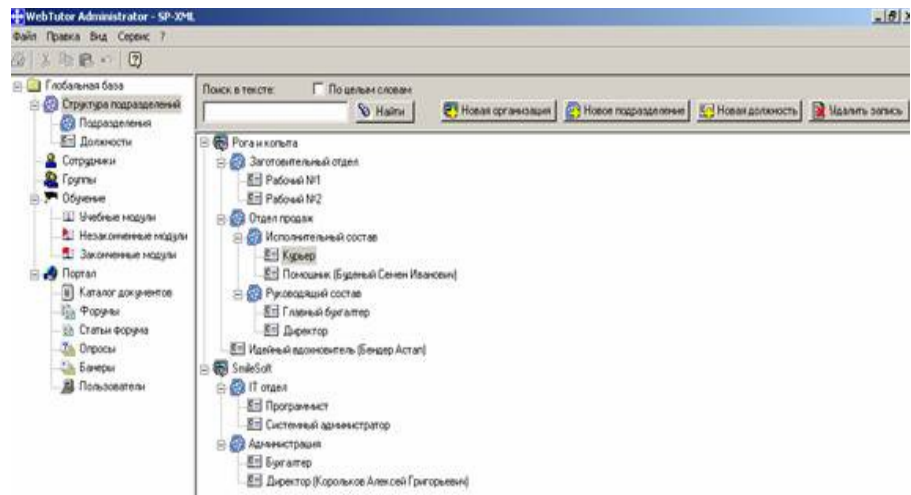 WebTutor Administrator - SP-XML
Файл Правка Вид Сервис ?
Глобальная база
Структура подразделений
Подразделения
Должности
Сотрудники
Группы
Обучение
Учебные модули
Незаконченные модули
Законченные модули
Портал
Каталог документов
Форумы
Статьи форума
Опросы
Банеры
Пользователи
Поиск в тексте: По целым словам
Найти Новая организация Новое подразделение Новая должность Удалить запись
Рога и копыта
Заготовительный отдел
Рабочий №1
Рабочий №2
Отдел продаж
Исполнительный состав
Курьер
Помошник (Буденый Семен Иванович)
Руководящий состав
Главный бухгалтер
Директор
Идейный вдохновитель (Бендер Астап)
SmileSoft
IT отдел
Программист
Системный администратор
Администрация
Бухгалтер
Директор (Корольков Алексей Григорьевич)